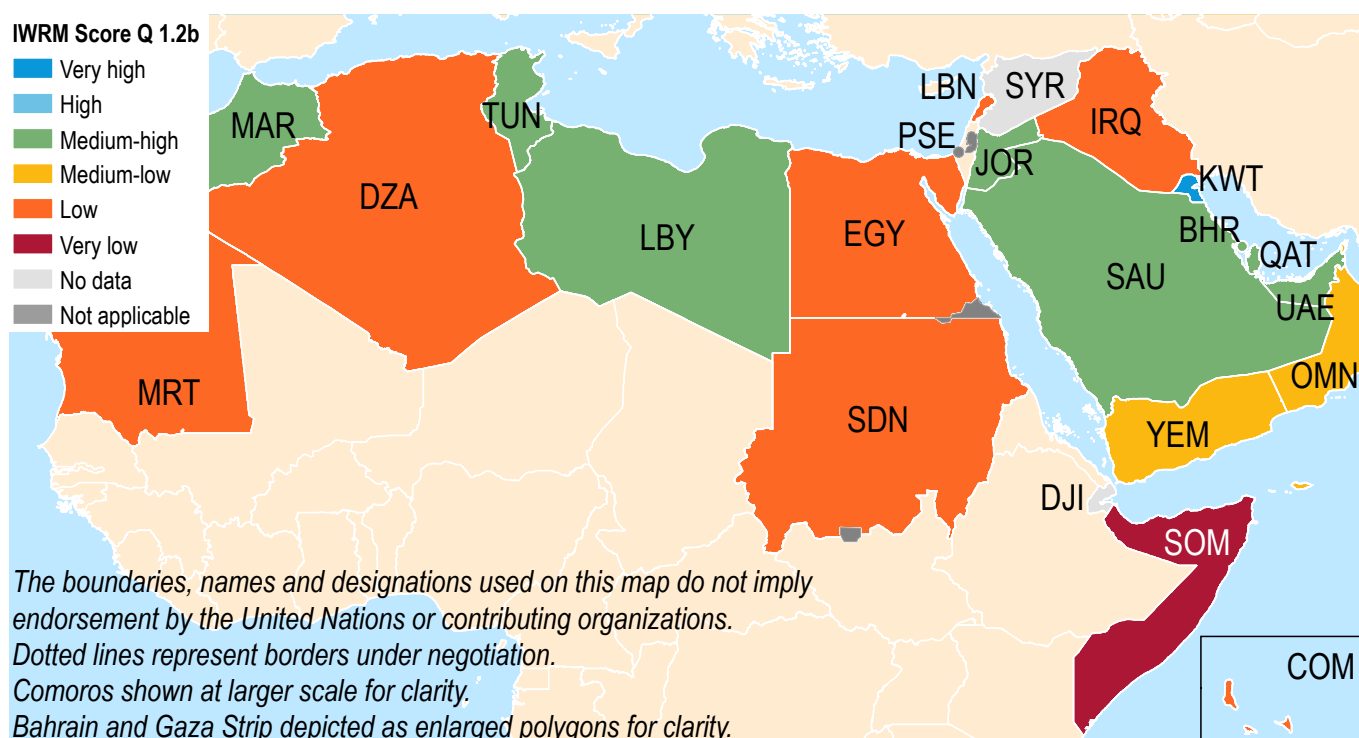 IWRM Score Q 1.2b
Very high
High
Medium-high
Medium-low
Low
Very low
No data
Not applicable
MAR
TUN
LBN
SYR
PSE
IRQ
JOR
KWT
DZA
LBY
EGY
BHR
QAT
SAU
UAE
OMN
MRT
SDN
YEM
DJI
SOM
COM
The boundaries, names and designations used on this map do not imply
endorsement by the United Nations or contributing organizations.
Dotted lines represent borders under negotiation.
Comoros shown at larger scale for clarity.
Bahrain and Gaza Strip depicted as enlarged polygons for clarity.